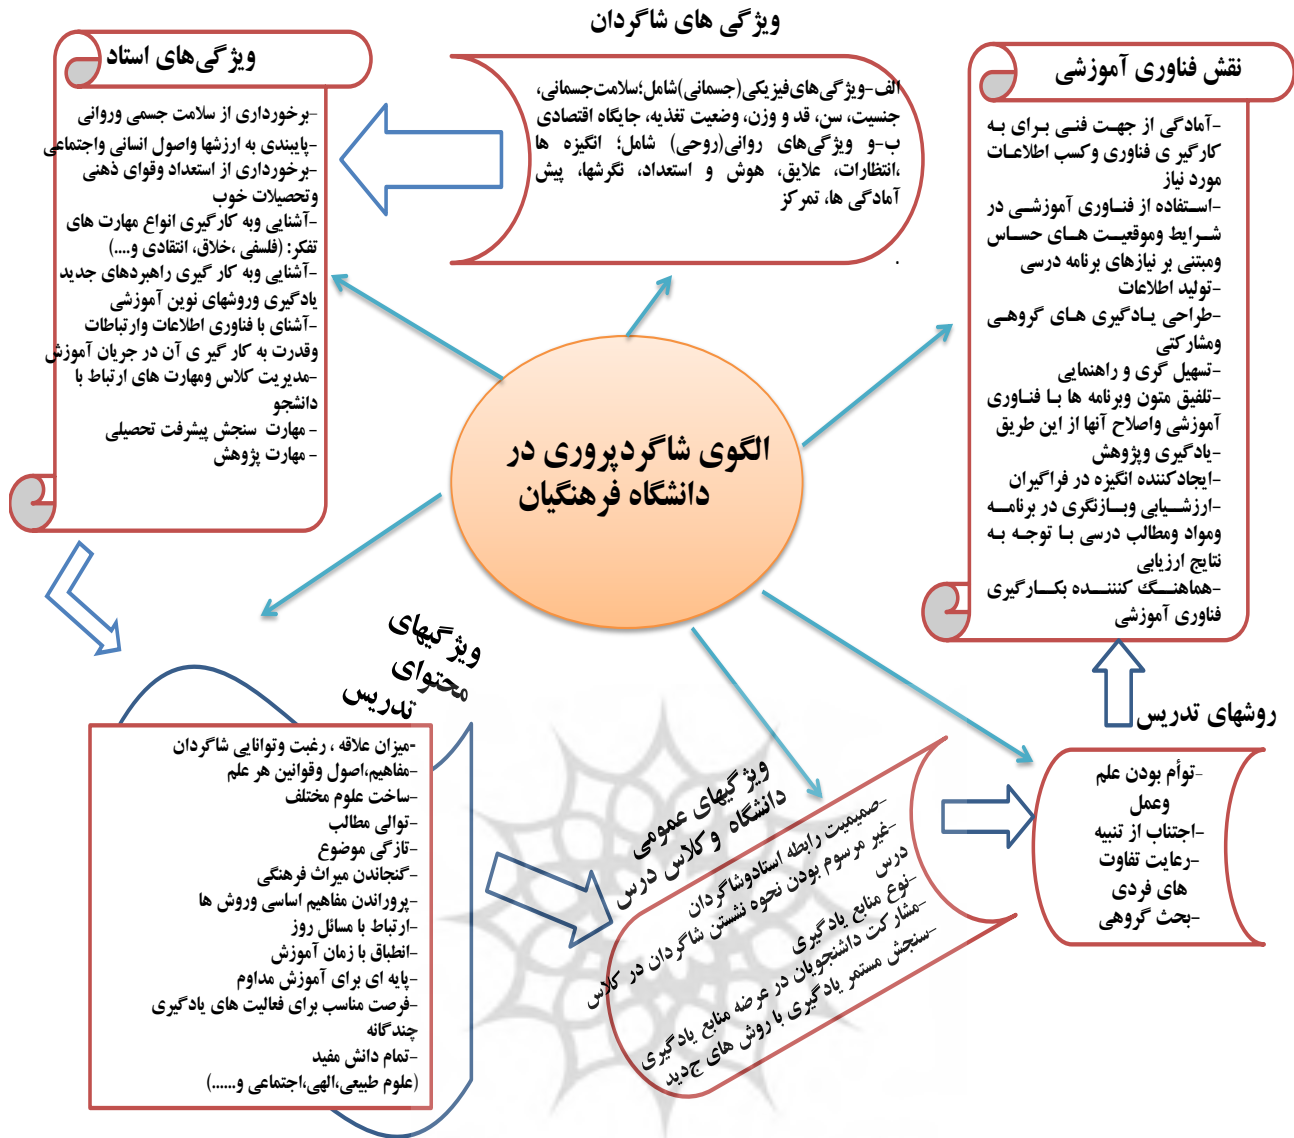 ویژگی های شاگردان
الف-ویژگی‌های‌فیزیکی(جسمانی)شامل؛سلامت‌جسمانی،
جنسیت، سن، قد و وزن، وضعیت تغذیه، جایگاه اقتصادی
ب-و ویژگی‌های روانی(روحی) شامل؛ انگیزه ها
،انتظارات، علایق، هوش و استعداد، نگرشها، پیش
آمادگی ها، تمرکز
.
نقش فناوری آموزشی
-آمادگی از جهت فنی برای به
کارگیر ی فناوری وکسب اطلاعات
مورد نیاز
-استفاده از فناوری آموزشی در
شرایط وموقعیت های حساس
ومبتنی بر نیازهای برنامه درسی
-تولید اطلاعات
-طراحی یادگیری های گروهی
ومشارکتی
-تسهیل گری و راهنمایی
-تلفیق متون وبرنامه ها با فناوری
آموزشی واصلاح آنها از این طریق
-یادگیری وپژوهش
-ایجادکننده انگیزه در فراگیران
-ارزشیابی وبازنگری در برنامه
ومواد ومطالب درسی با توجه به
نتایج ارزیابی
-هماهنگ کنننده بکارگیری
فناوری آموزشی
ویژگی‌های استاد
-برخورداری از سلامت جسمی وروانی
-پایبندی به ارزشها واصول انسانی واجتماعی
-برخورداری از استعداد وقوای ذهنی
وتحصیلات خوب
-آشنایی وبه کارگیری انواع مهارت های
تفکر: (فلسفی ،خلاق، انتقادی و....)
-آشنایی وبه کار گیری راهبردهای جدید
یادگیری وروشهای نوین آموزشی
-آشنای با فناوری اطلاعات وارتباطات
وقدرت به کار گیر ی آن در جریان آموزش
-مدیریت کلاس ومهارت های ارتباط با
دانشجو
- مهارت سنجش پیشرفت تحصیلی
- مهارت پژوهش
الگوی شاگردپروری در
دانشگاه فرهنگیان
روشهای تدریس
-توأم بودن علم
وعمل
-اجتناب از تنبیه
-رعایت تفاوت
های فردی
-بحث گروهی
ویژگیهای عمومی
دانشگاه وکلاس درس
-صمیمیت رابطه استادوشاگردان
-غیر مرسوم بودن نحوه نشستن شاگردان در کلاس
درس
-نوع منابع یادگیری
-مشارکت داشنجویان در عرضه منابع یادگیری
-سنجش مستمر یادگیری با روش های ج‌دید
ویژگیهای
محتوای
تدریس
-میزان علاقه ، رغبت وتوانایی شاگردان
-مفاهیم،اصول وقوانین هر علم
-ساخت علوم مختلف
-توالی مطالب
-تازگی موضوع
-گنجاندن میراث فرهنگی
-پروراندن مفاهیم اساسی وروش ها
-ارتباط با مسائل روز
-انطباق با زمان آموزش
-پایه ای برای آموزش مداوم
-فرصت مناسب برای فعالیت های یادگیری
چندگانه
-تمام دانش مفید
(علوم طبیعی،الهی،اجتماعی و......)